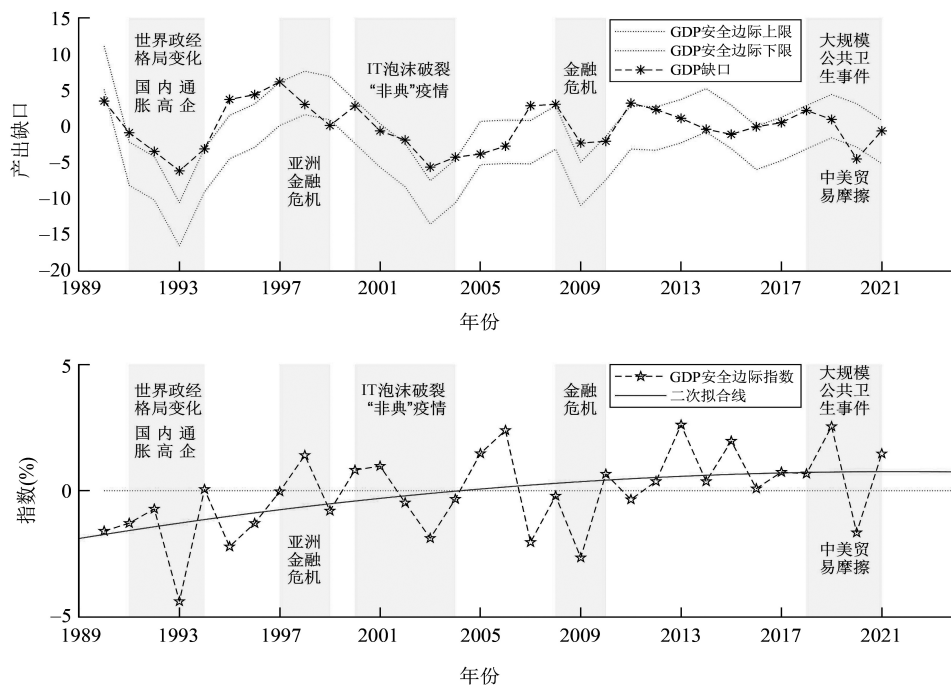 15
10
5
0
−5
−10
−15
−20
产出缺口
世界政经
格局变化
国内通
胀高企
亚洲
金融
危机
IT泡沫破裂
“非典”疫情
金融
危机
GDP安全边际上限
GDP安全边际下限
GDP缺口
大规模
公共卫
生事件
中美贸
易摩擦
1989 1993 1997 2001 2005 2009 2013 2017 2021
年份
5
0
−5
指数(%)
世界政经
格局变化
国内通
胀高企
亚洲
金融
危机
IT泡沫破裂
“非典”疫情
金融
危机
GDP安全边际指数
二次拟合线
大规模
公共卫
生事件
中美贸
易摩擦
1989 1993 1997 2001 2005 2009 2013 2017 2021
年份